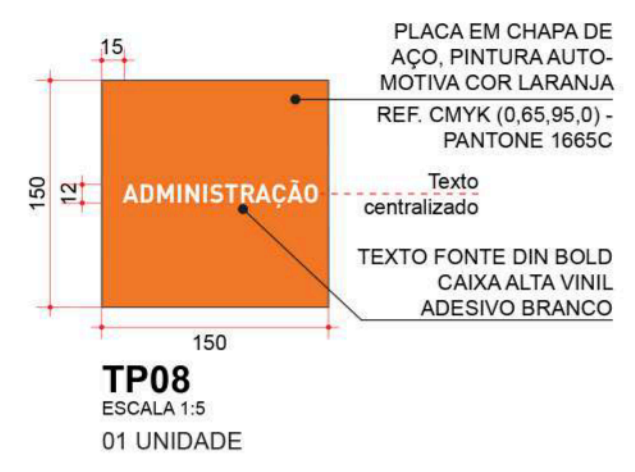 PLACA EM CHAPA DE
AÇO, PINTURA AUTO-
MOTIVA COR LARANJA
REF. CMYK (0,65,95,0) -
PANTONE 1665C
15
150
12
ADMINISTRAÇÃO
Texto
centralizado
TEXTO FONTE DIN BOLD
CAIXA ALTA VINIL
ADESIVO BRANCO
150
TP08
ESCALA 1:5
01 UNIDADE